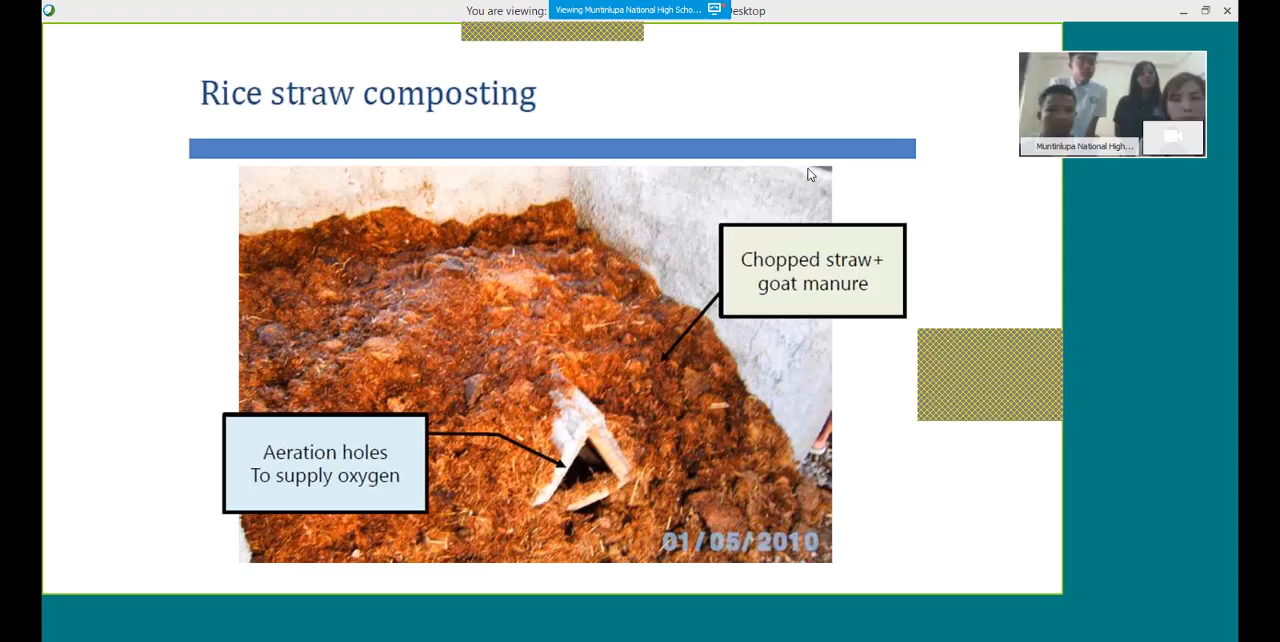 You are viewing:
Viewing Muntinlupa National High Scho...
Desktop
Rice straw composting
Muntinlupa National High...
Chopped straw+
goat manure
Aeration holes
To supply oxygen
01/05/2010